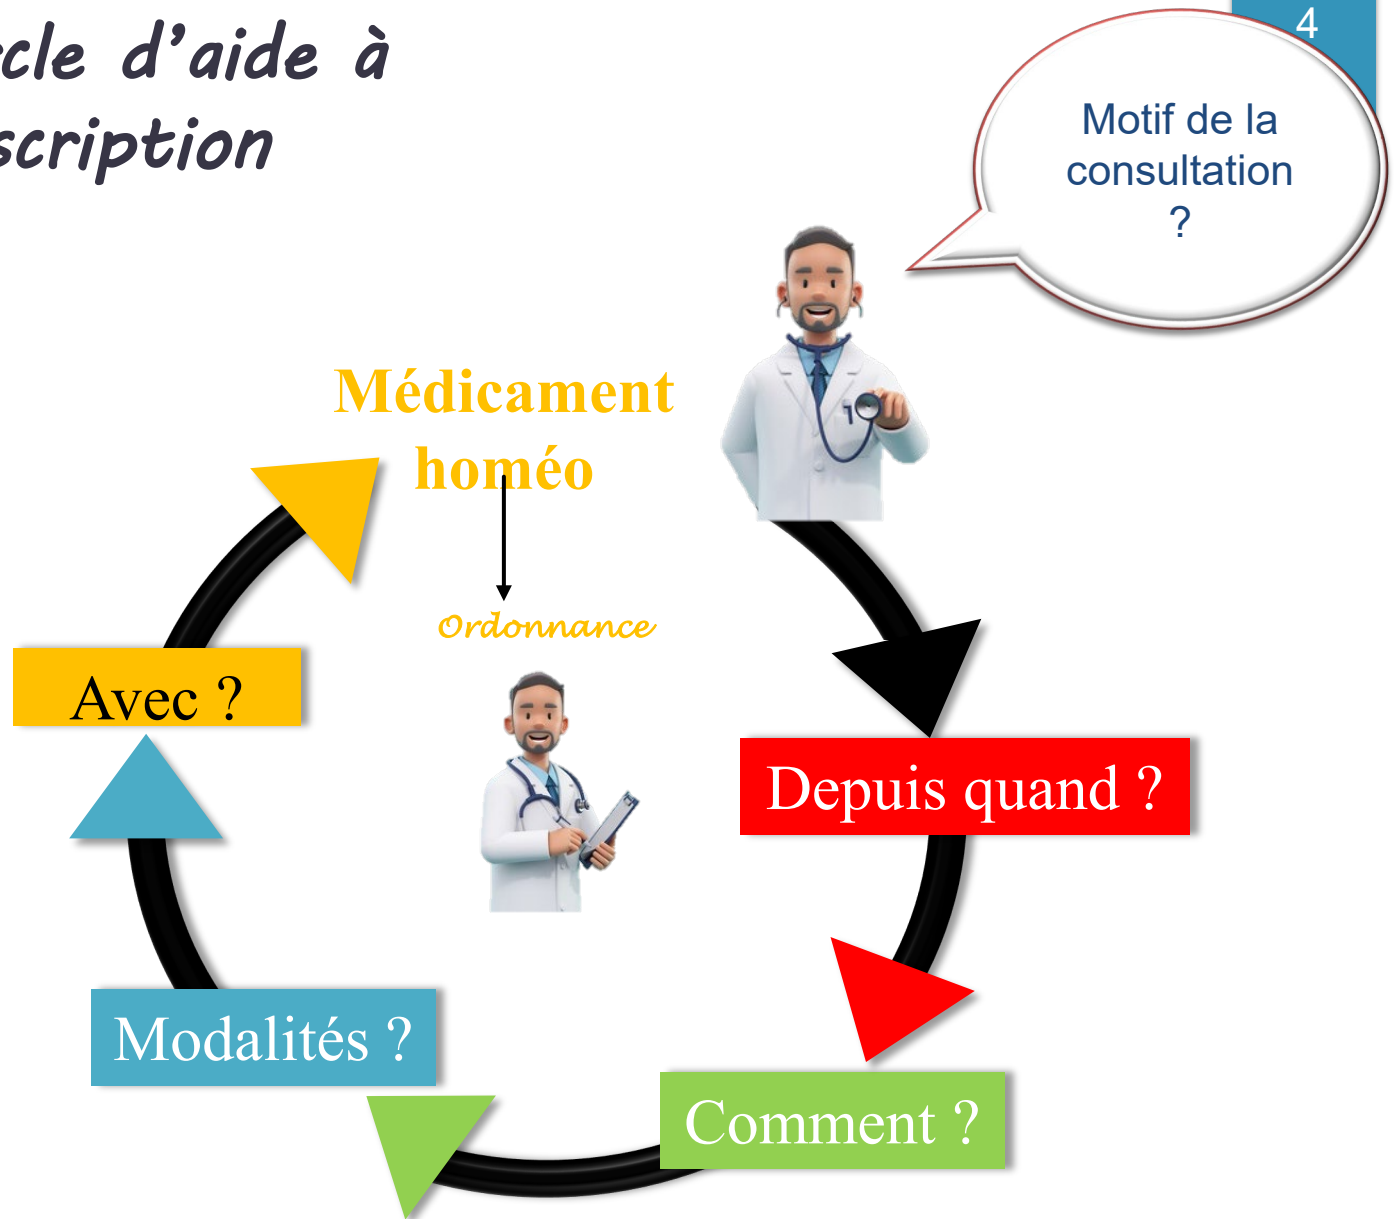 cle d'aide à
scription
4
Motif de la
consultation
?
Médicament
homéo
Ordonnance
Avec ?
Depuis quand ?
Modalités ?
Comment ?